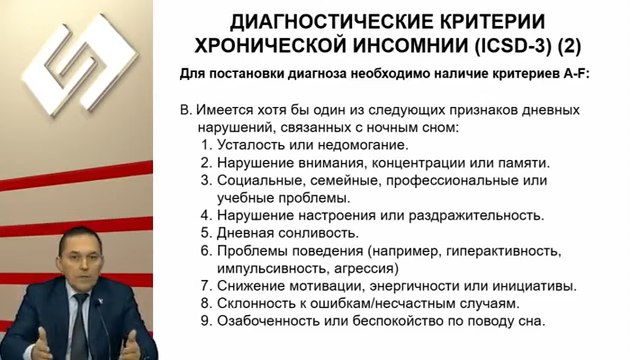 ДИАГНОСТИЧЕСКИЕ КРИТЕРИИ
ХРОНИЧЕСКОЙ ИНСОМНИИ (ICSD-3) (2)
Для постановки диагноза необходимо наличие критериев A-F:
B. Имеется хотя бы один из следующих признаков дневных
нарушений, связанных с ночным сном:
1. Усталость или недомогание.
2. Нарушение внимания, концентрации или памяти.
3. Социальные, семейные, профессиональные или
учебные проблемы.
4. Нарушение настроения или раздражительность.
5. Дневная сонливость.
6. Проблемы поведения (например, гиперактивность,
импульсивность, агрессия)
7. Снижение мотивации, энергичности или инициативы.
8. Склонность к ошибкам/несчастным случаям.
9. Озабоченность или беспокойство по поводу сна.